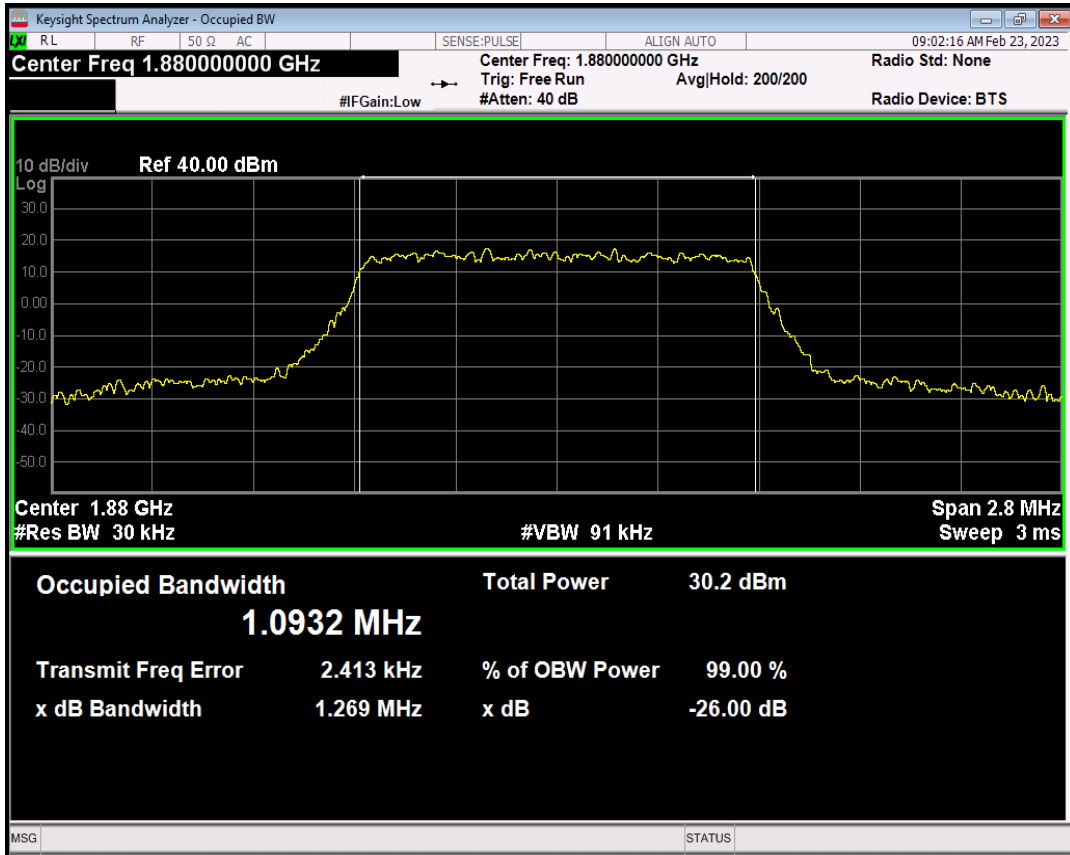 Keysight Spectrum Analyzer - Occupied BW
LXI RL RF 50 Ω AC SENSE:PULSE ALIGN AUTO 09:02:16 AM Feb 23, 2023
Center Freq 1.880000000 GHz Center Freq: 1.880000000 GHz Radio Std: None
Trig: Free Run Avg|Hold: 200/200
#IFGain:Low #Atten: 40 dB Radio Device: BTS
10 dB/div Ref 40.00 dBm
Log
30.0
20.0
10.0
0.00
-10.0
-20.0
-30.0
-40.0
-50.0
Center 1.88 GHz Span 2.8 MHz
#Res BW 30 kHz #VBW 91 kHz Sweep 3 ms
Occupied Bandwidth Total Power 30.2 dBm
1.0932 MHz
Transmit Freq Error 2.413 kHz % of OBW Power 99.00 %
x dB Bandwidth 1.269 MHz x dB -26.00 dB
MSG STATUS